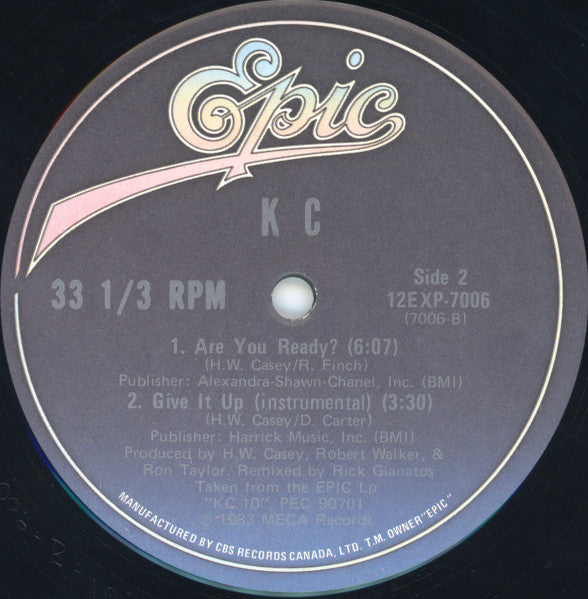 Epic
K C
33 1/3 RPM
Side 2
12EXP-7006
(7006-B)
1. Are You Ready? (6:07)
(H.W. Casey/R. Finch)
Publisher: Alexandra-Shawn-Chanel, Inc. (BMI)
2. Give It Up (instrumental) (3:30)
(H.W. Casey/D. Carter)
Publisher: Harrick Music, Inc. (BMI)
Produced by H.W. Casey, Robert Walker, &
Ron Taylor. Remixed by Rick Gianatos
Taken from the EPIC Lp
"KC 10" PEC 90701
© 1983 MECA Records
MANUFACTURED BY CBS RECORDS CANADA, LTD. T.M. OWNER "EPIC"